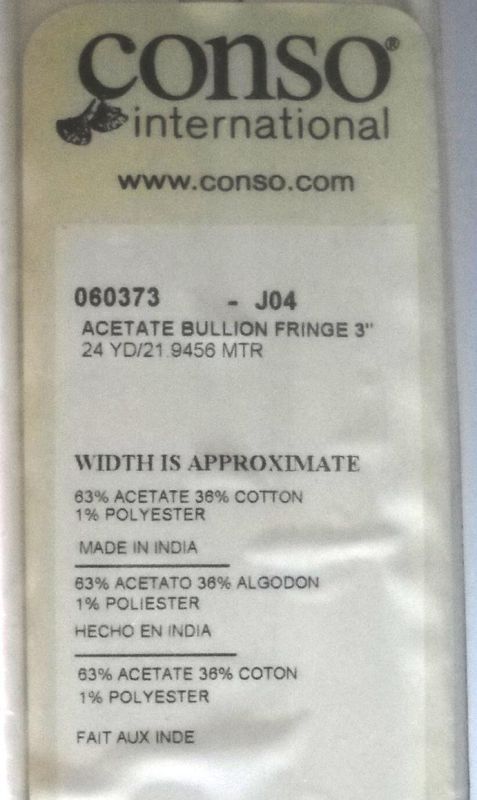 conso®
international
www.conso.com
060373 - J04
ACETATE BULLION FRINGE 3"
24 YD/21.9456 MTR
WIDTH IS APPROXIMATE
63% ACETATE 36% COTTON
1% POLYESTER
MADE IN INDIA
63% ACETATO 36% ALGODON
1% POLIESTER
HECHO EN INDIA
63% ACETATE 36% COTON
1% POLYESTER
FAIT AUX INDE